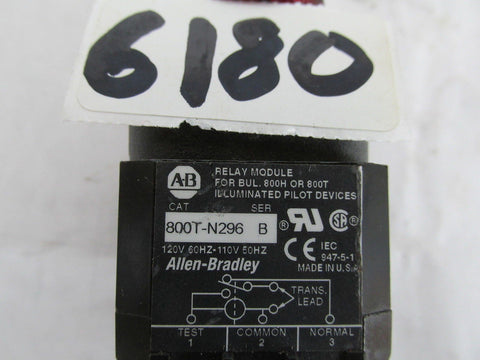 6180
A-B
RELAY MODULE
FOR BUL. 800H OR 800T
ILLUMINATED PILOT DEVICES
CAT SER
800T-N296 B
120V 60HZ-110V 50HZ
IEC
947-5-1
Allen-Bradley
MADE IN U.S.A
TRANS.
LEAD
TEST COMMON NORMAL
1 2 3